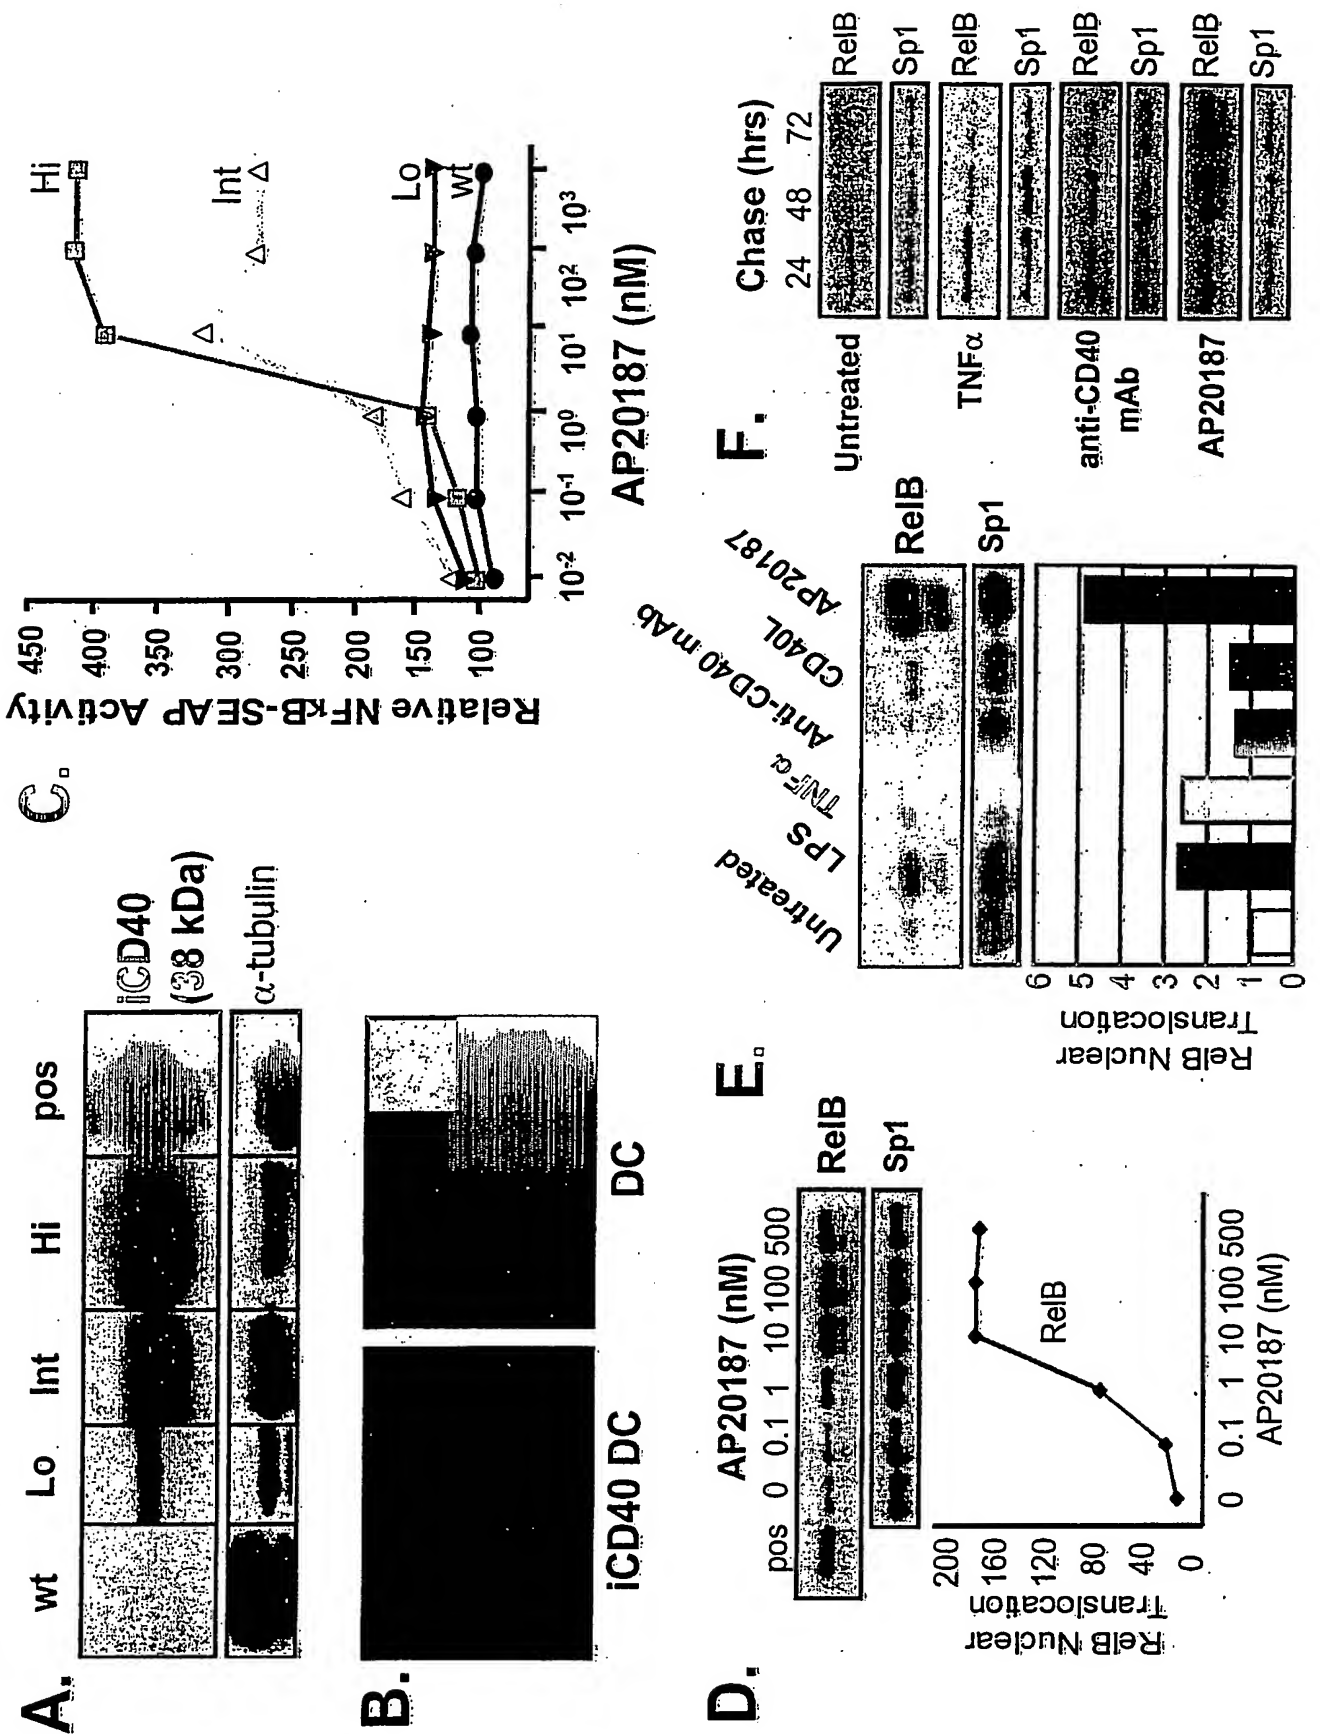 A.
wt Lo Int Hi pos
iCD40
(38 kDa)
α-tubulin
B.
iCD40 DC
DC
C.
Relative NFκB-SEAP Activity
450
400
350
300
250
200
150
100
Hi
Int
Lo
wt
10-2 10-1 100 101 102 103
AP20187 (nM)
D.
AP20187 (nM)
pos 0 0.1 1 10 100 500
RelB
Sp1
RelB Nuclear
Translocation
200
160
120
80
40
0
RelB
0 0.1 1 10 100 500
AP20187 (nM)
E.
Untreated
LPS
TNFα
Anti-CD40 mAb
CD40L
AP20187
RelB
Sp1
RelB Nuclear
Translocation
6
5
4
3
2
1
0
F.
Chase (hrs)
24 48 72
Untreated
RelB
Sp1
TNFα
RelB
Sp1
anti-CD40
mAb
RelB
Sp1
AP20187
RelB
Sp1